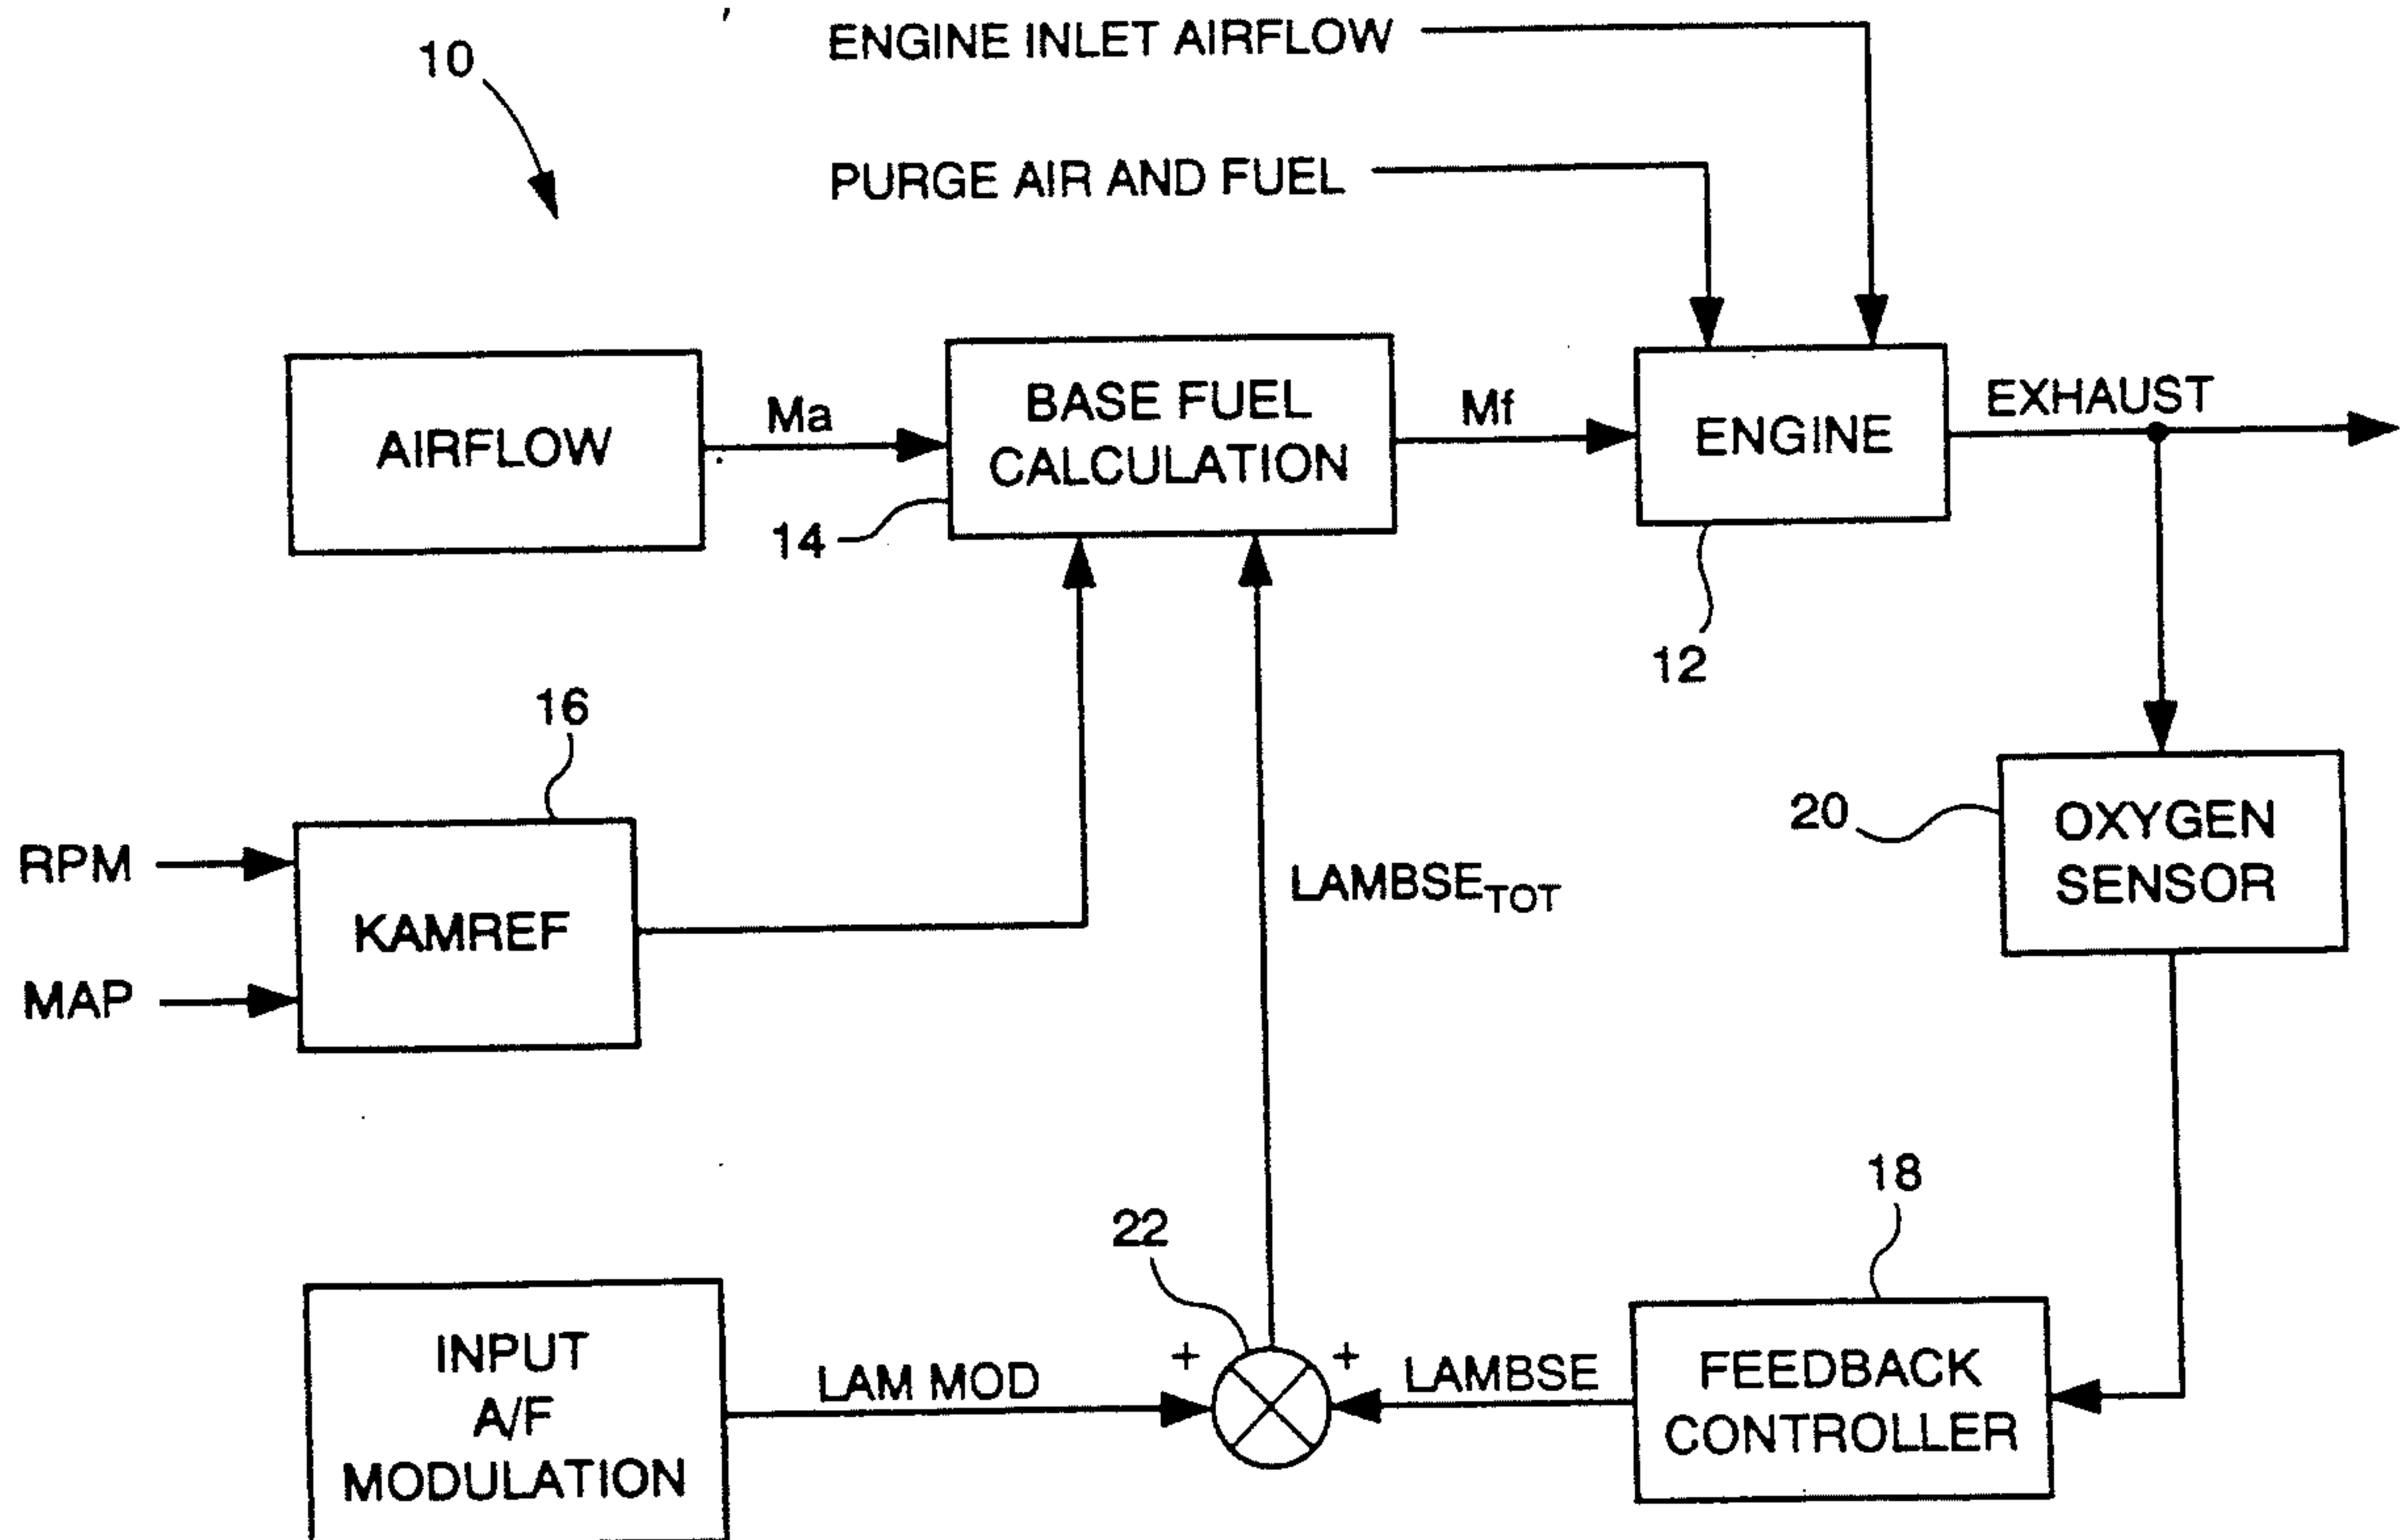 10
ENGINE INLET AIRFLOW
PURGE AIR AND FUEL
AIRFLOW
Ma
BASE FUEL
CALCULATION
14
Mf
ENGINE
12
EXHAUST
16
RPM
MAP
KAMREF
LAMBSE_TOT
20
OXYGEN
SENSOR
INPUT
A/F
MODULATION
LAM MOD
22
+
+
LAMBSE
18
FEEDBACK
CONTROLLER